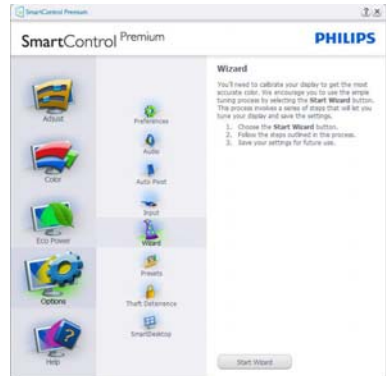 SmartControl Premium
SmartControl Premium
PHILIPS
Adjust
Color
Eco Power
Options
Help
Preferences
Audio
Auto Pivot
Input
Wizard
Presets
Theft Deterrence
SmartDesktop
Wizard
You'll need to calibrate your display to get the most
accurate color. We encourage you to use the simple
tuning process by selecting the Start Wizard button.
The process involves a series of steps that will let you
tune your display and save the settings.
1. Choose the Start Wizard button.
2. Follow the steps outlined in the process.
3. Save your settings for future use.
Start Wizard